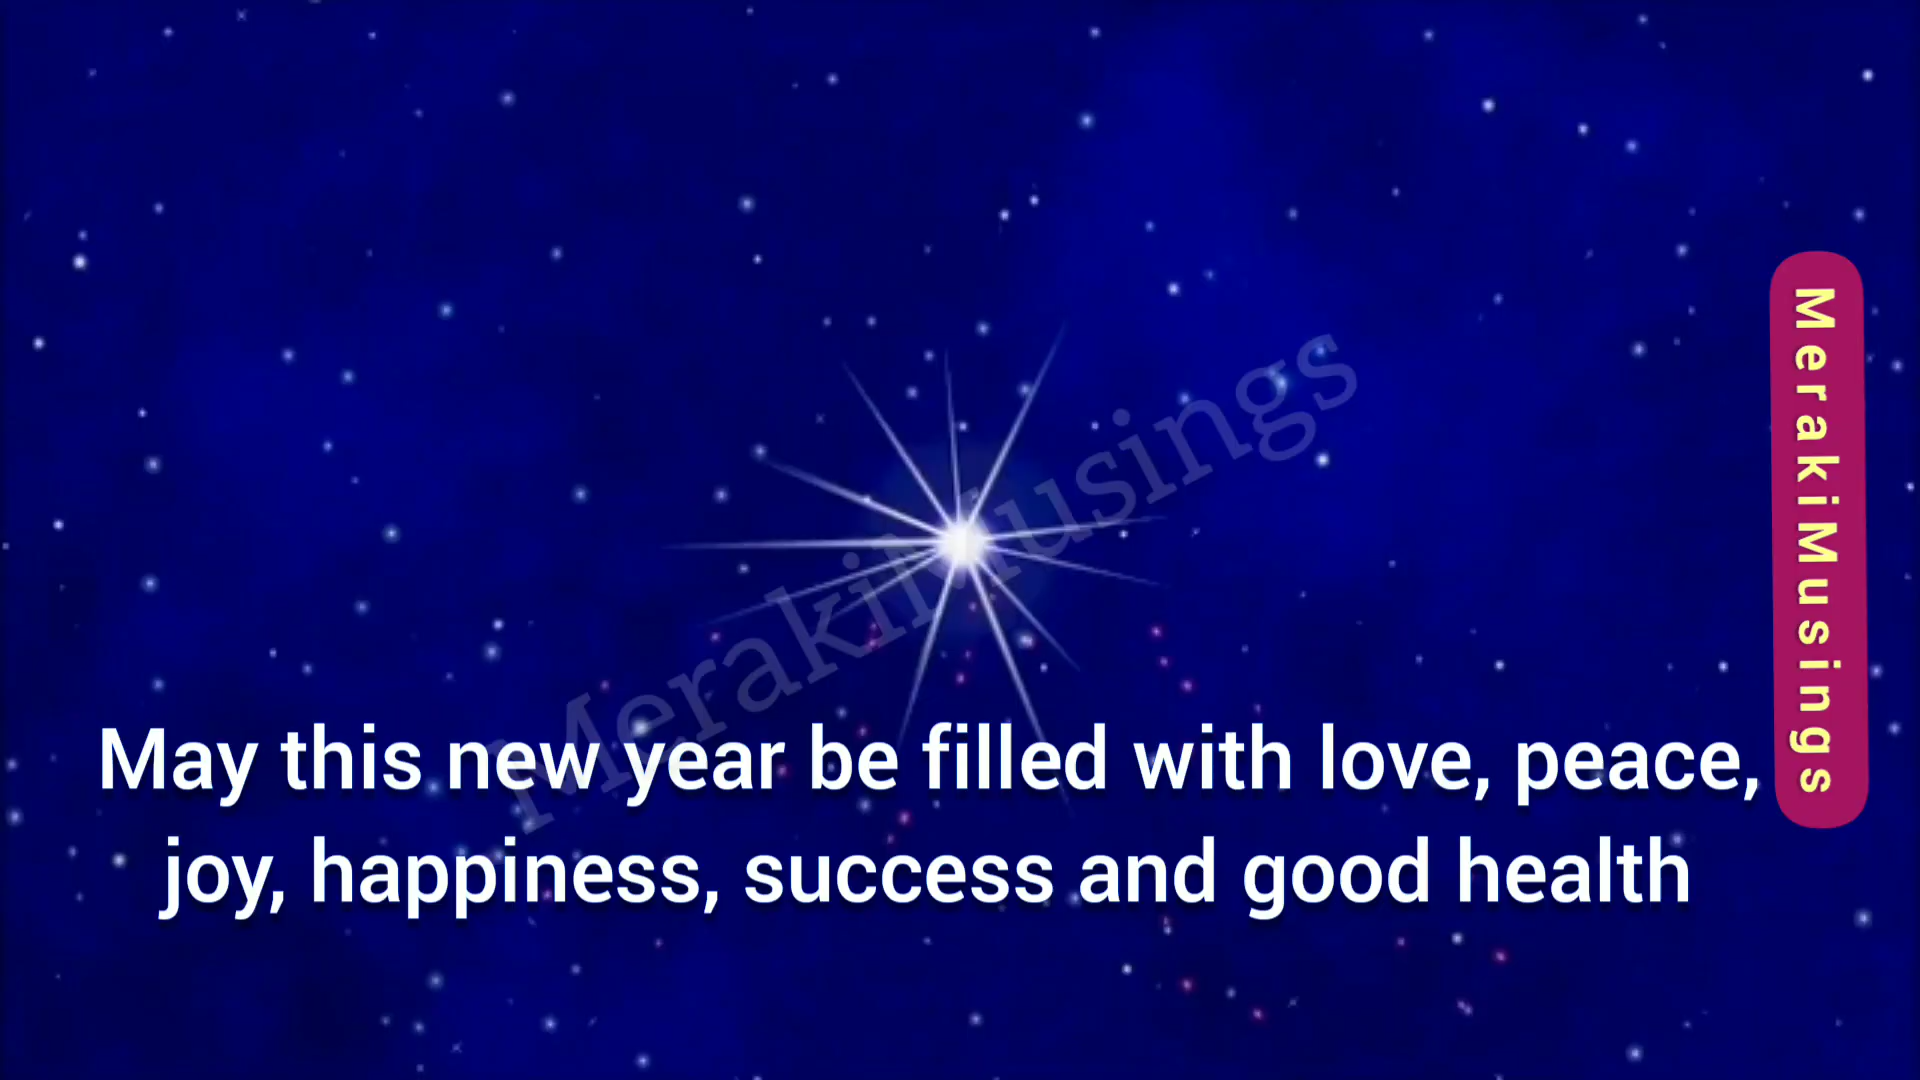 MerakiMusings
MerakiMusings
May this new year be filled with love, peace,
joy, happiness, success and good health